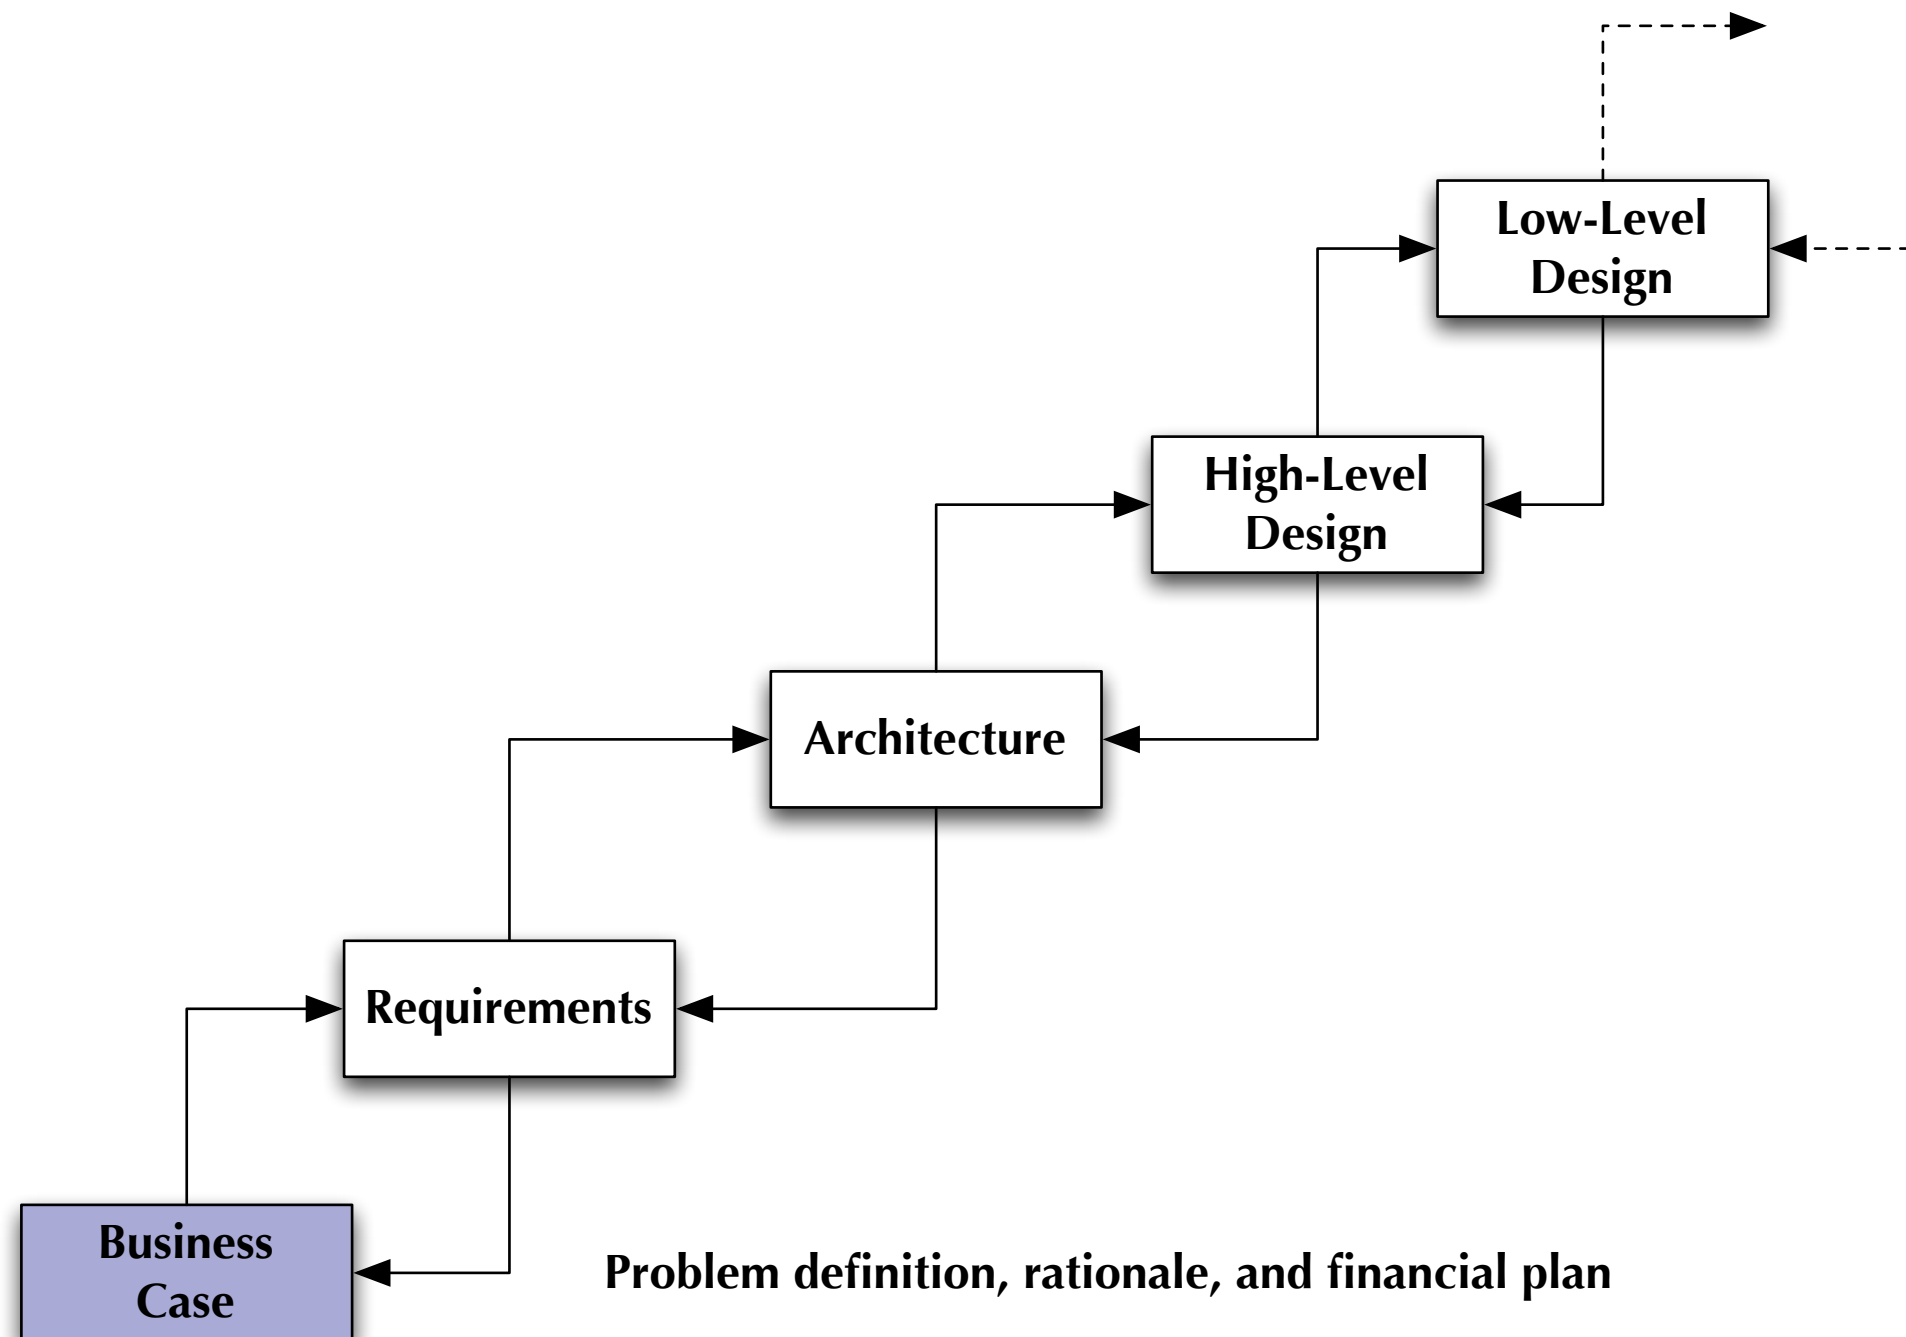 Low-Level
Design
High-Level
Design
Architecture
Requirements
Business
Case
Problem definition, rationale, and financial plan